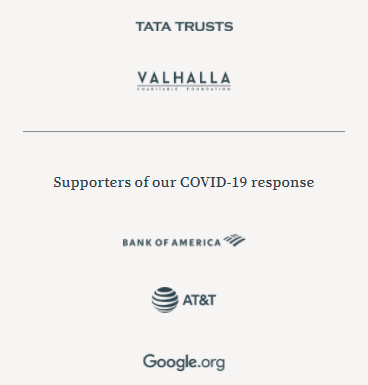 TATA TRUSTS
VALHALLA
CHARITABLE FOUNDATION
Supporters of our COVID-19 response
BANK OF AMERICA
AT&T
Google.org